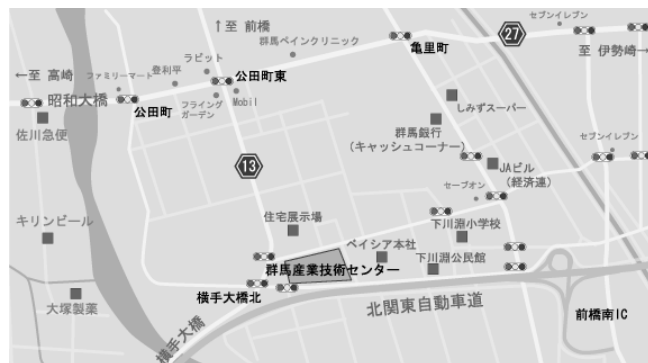 ↑至 前橋
27
セブンイレブン
群馬ペインクリニック
亀里町
至 伊勢崎→
ラビット
←至 高崎
登利平
公田町東
ファミリーマート
昭和大橋
公田町
フライング
ガーデン
Mobil
しみずスーパー
佐川急便
群馬銀行
(キャッシュコーナー)
セブンイレブン
13
JAビル
(経済連)
セーブオン
キリンビール
住宅展示場
下川淵小学校
ベイシア本社
下川淵公民館
群馬産業技術センター
横手大橋北
大塚製薬
北関東自動車道
前橋南IC
横手大橋